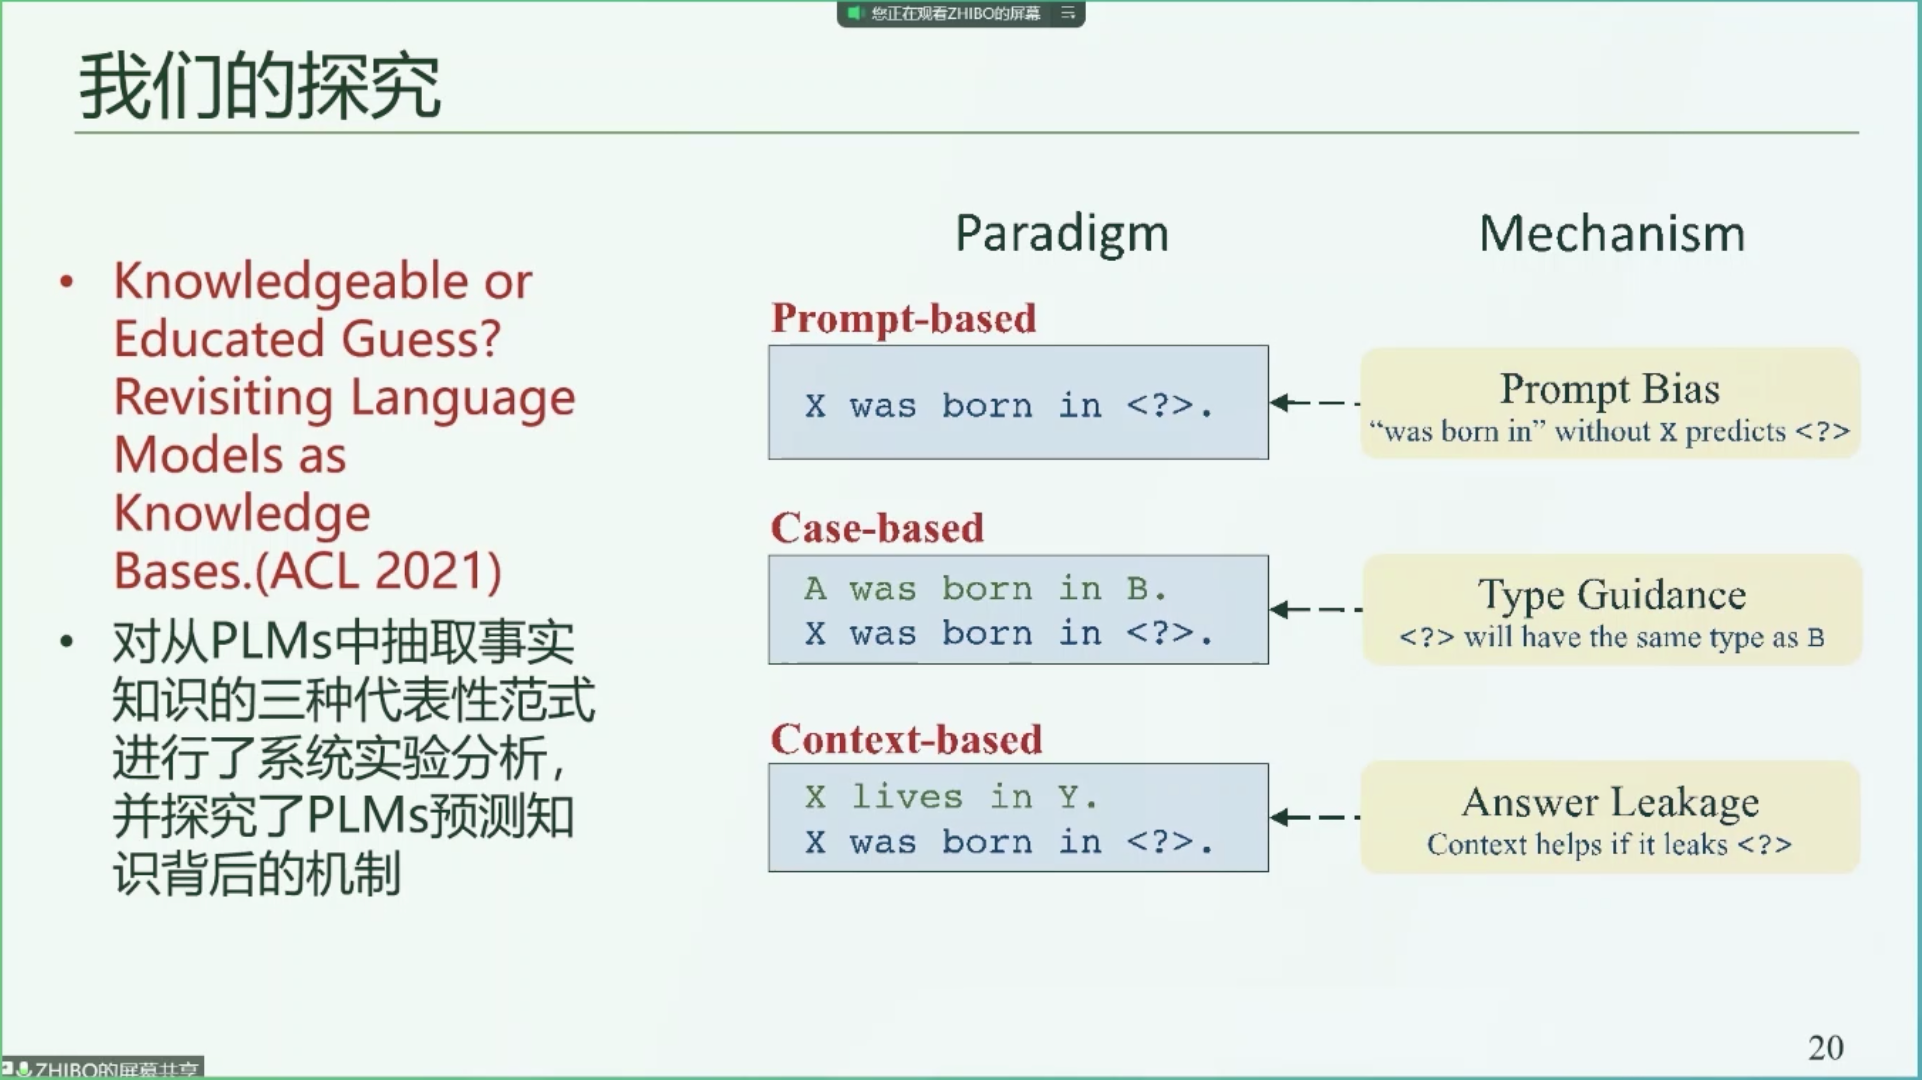 您正在观看ZHIBO的屏幕
我们的探究
Paradigm
Mechanism
• Knowledgeable or
Educated Guess?
Revisiting Language
Models as
Knowledge
Bases.(ACL 2021)
• 对从PLMs中抽取事实
知识的三种代表性范式
进行了系统实验分析，
并探究了PLMs预测知
识背后的机制
Prompt-based
X was born in <?>.
Prompt Bias
“was born in” without X predicts <?>
Case-based
A was born in B.
X was born in <?>.
Type Guidance
<?> will have the same type as B
Context-based
X lives in Y.
X was born in <?>.
Answer Leakage
Context helps if it leaks <?>
20
ZHIBO的屏幕共享